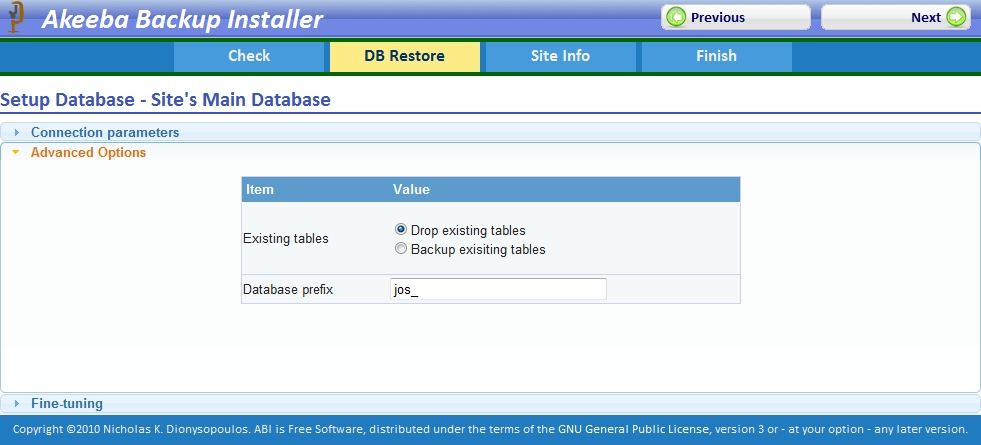 Akeeba Backup Installer
Previous
Next
Check
DB Restore
Site Info
Finish
Setup Database - Site's Main Database
Connection parameters
Advanced Options
Item Value
Existing tables
Drop existing tables
Backup exisiting tables
Database prefix jos_
Fine-tuning
Copyright ©2010 Nicholas K. Dionysopoulos. ABI is Free Software, distributed under the terms of the GNU General Public License, version 3 or - at your option - any later version.